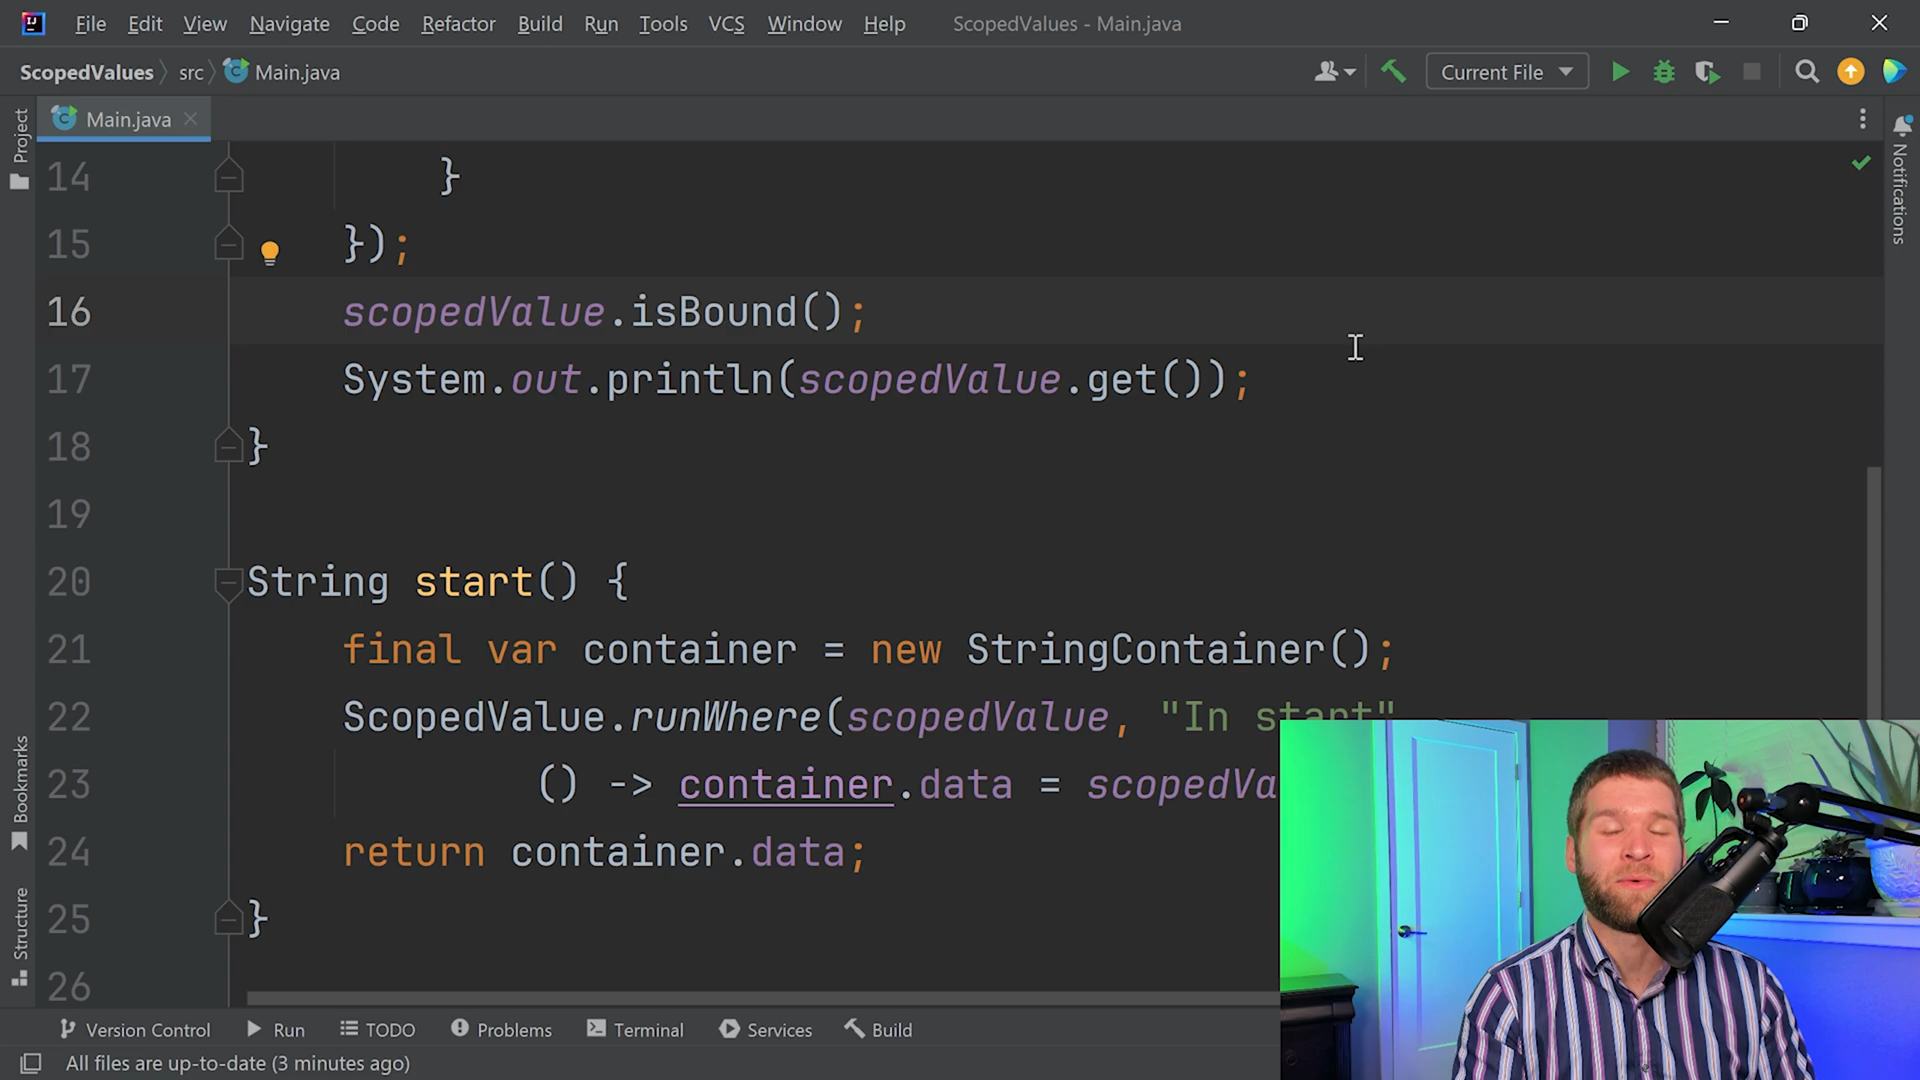 File Edit View Navigate Code Refactor Build Run Tools VCS Window Help ScopedValues - Main.java
ScopedValues src Main.java Current File
Project
Main.java
Notifications
14 }
15 });
16 scopedValue.isBound();
17 System.out.println(scopedValue.get());
18 }
19
20 String start() {
21 final var container = new StringContainer();
22 ScopedValue.runWhere(scopedValue, "In start"
23 () -> container.data = scopedVa
24 return container.data;
25 }
26
Bookmarks
Structure
Version Control Run TODO Problems Terminal Services Build
All files are up-to-date (3 minutes ago)